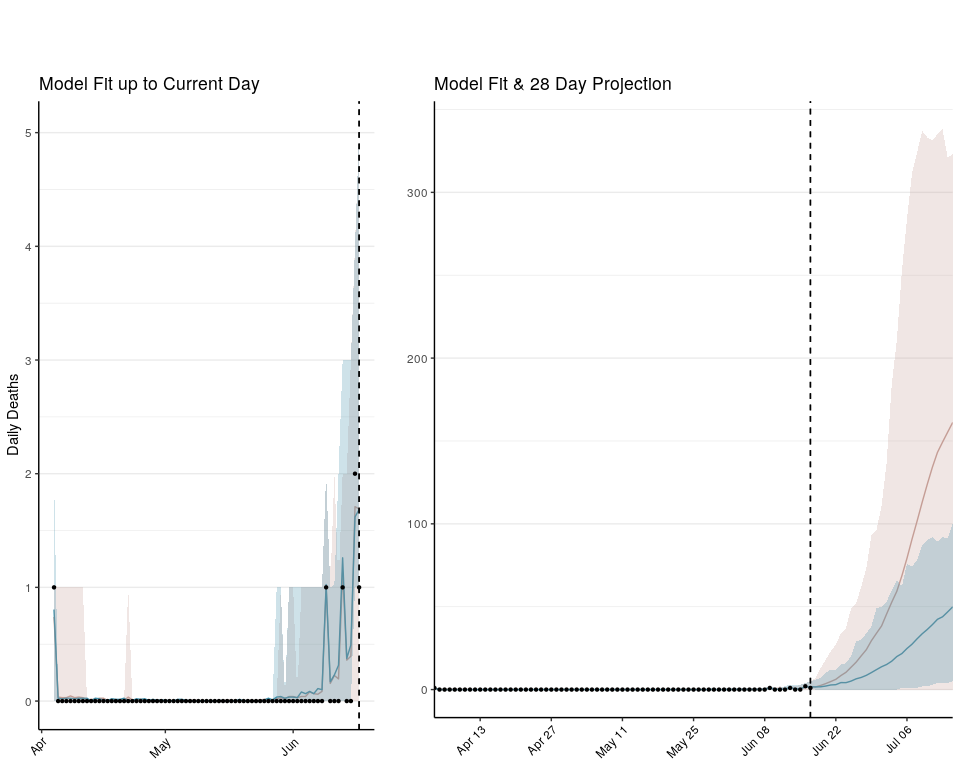 Model Fit up to Current Day
Daily Deaths
5
4
3
2
1
0
Apr
May
Jun
Model Fit & 28 Day Projection
300
200
100
0
Apr 13
Apr 27
May 11
May 25
Jun 08
Jun 22
Jul 06